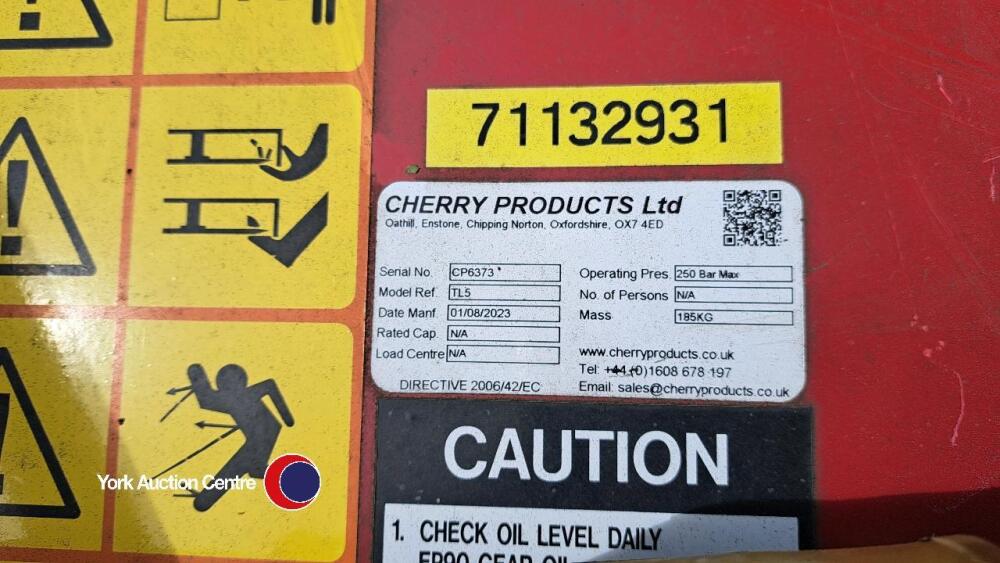 71132931
CHERRY PRODUCTS Ltd
Oathill, Enstone, Chipping Norton, Oxfordshire, OX7 4ED
Serial No. CP6373
Model Ref. TL5
Date Manf. 01/08/2023
Rated Cap. N/A
Load Centre N/A
Operating Pres. 250 Bar Max
No. of Persons N/A
Mass 185KG
www.cherryproducts.co.uk
Tel: +44 (0)1608 678 197
Email: sales@cherryproducts.co.uk
DIRECTIVE 2006/42/EC
CAUTION
1. CHECK OIL LEVEL DAILY
EP90 GEAR OIL
York Auction Centre